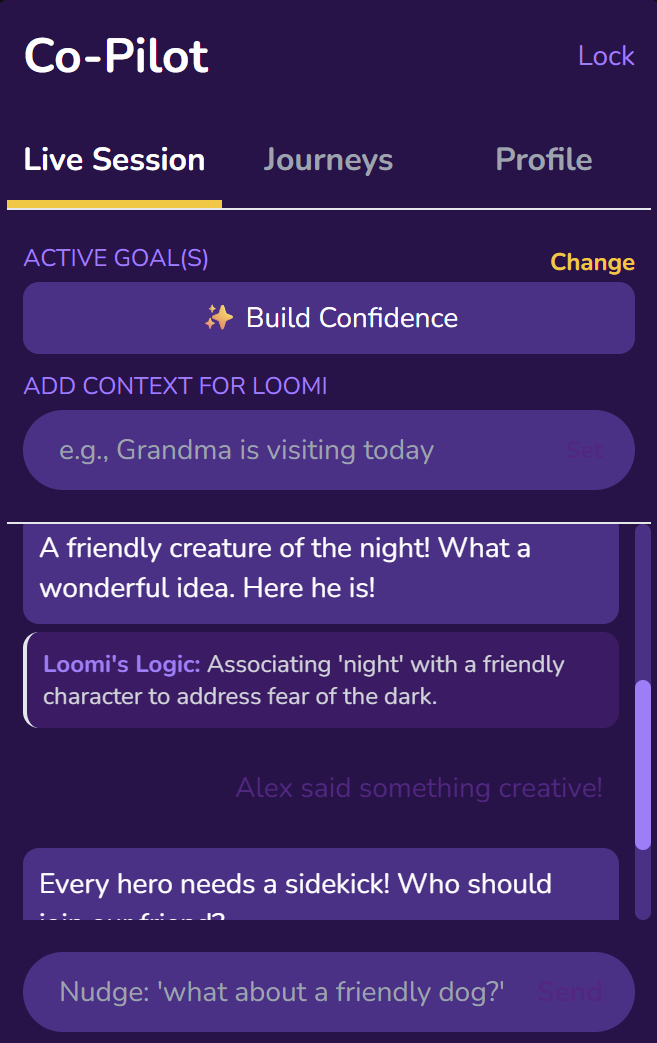 Co-Pilot
Lock
Live Session
Journeys
Profile
ACTIVE GOAL(S)
Change
✨ Build Confidence
ADD CONTEXT FOR LOOMI
e.g., Grandma is visiting today
Set
A friendly creature of the night! What a
wonderful idea. Here he is!
Loomi's Logic: Associating 'night' with a friendly
character to address fear of the dark.
Alex said something creative!
Every hero needs a sidekick! Who should
join our friend?
Nudge: 'what about a friendly dog?'
Send